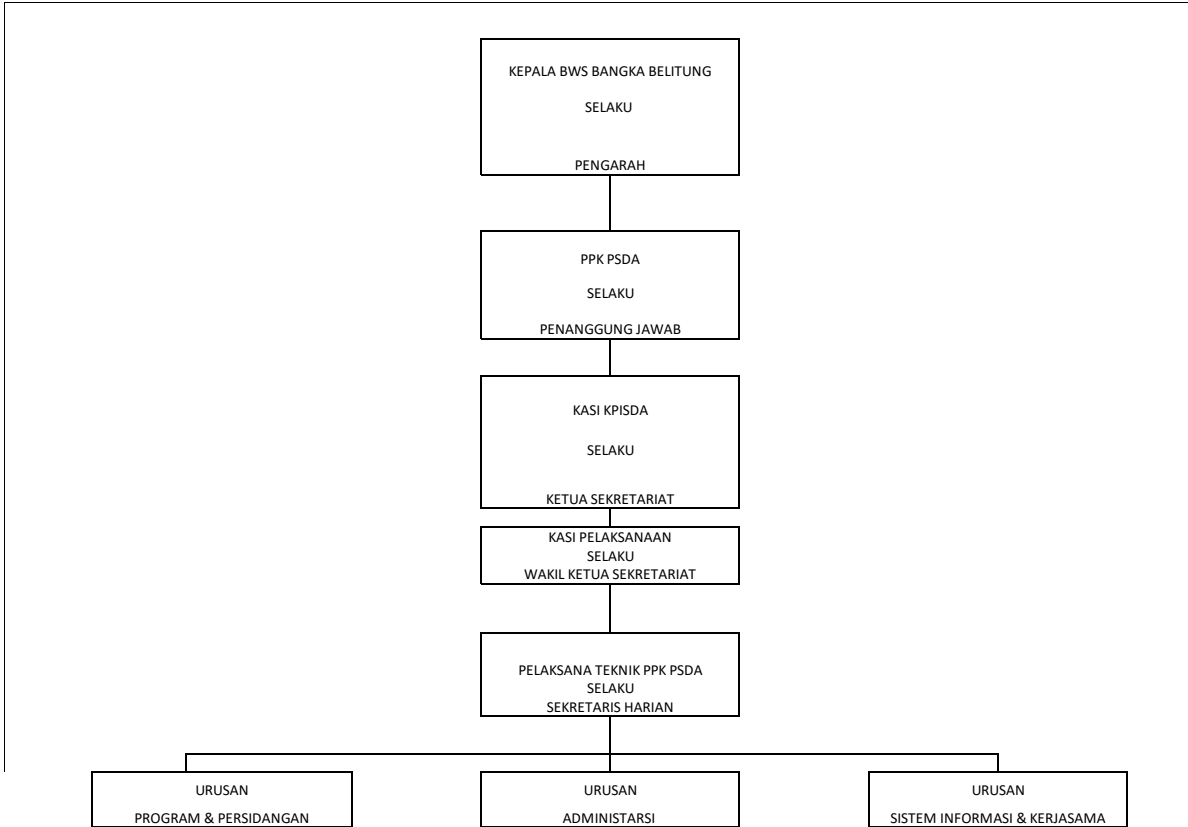 KEPALA BWS BANGKA BELITUNG
SELAKU
PENGARAH
PPK PSDA
SELAKU
PENANGGUNG JAWAB
KASI KPISDA
SELAKU
KETUA SEKRETARIAT
KASI PELAKSANAAN
SELAKU
WAKIL KETUA SEKRETARIAT
PELAKSANA TEKNIK PPK PSDA
SELAKU
SEKRETARIS HARIAN
URUSAN
PROGRAM & PERSIDANGAN
URUSAN
ADMINISTARSI
URUSAN
SISTEM INFORMASI & KERJASAMA